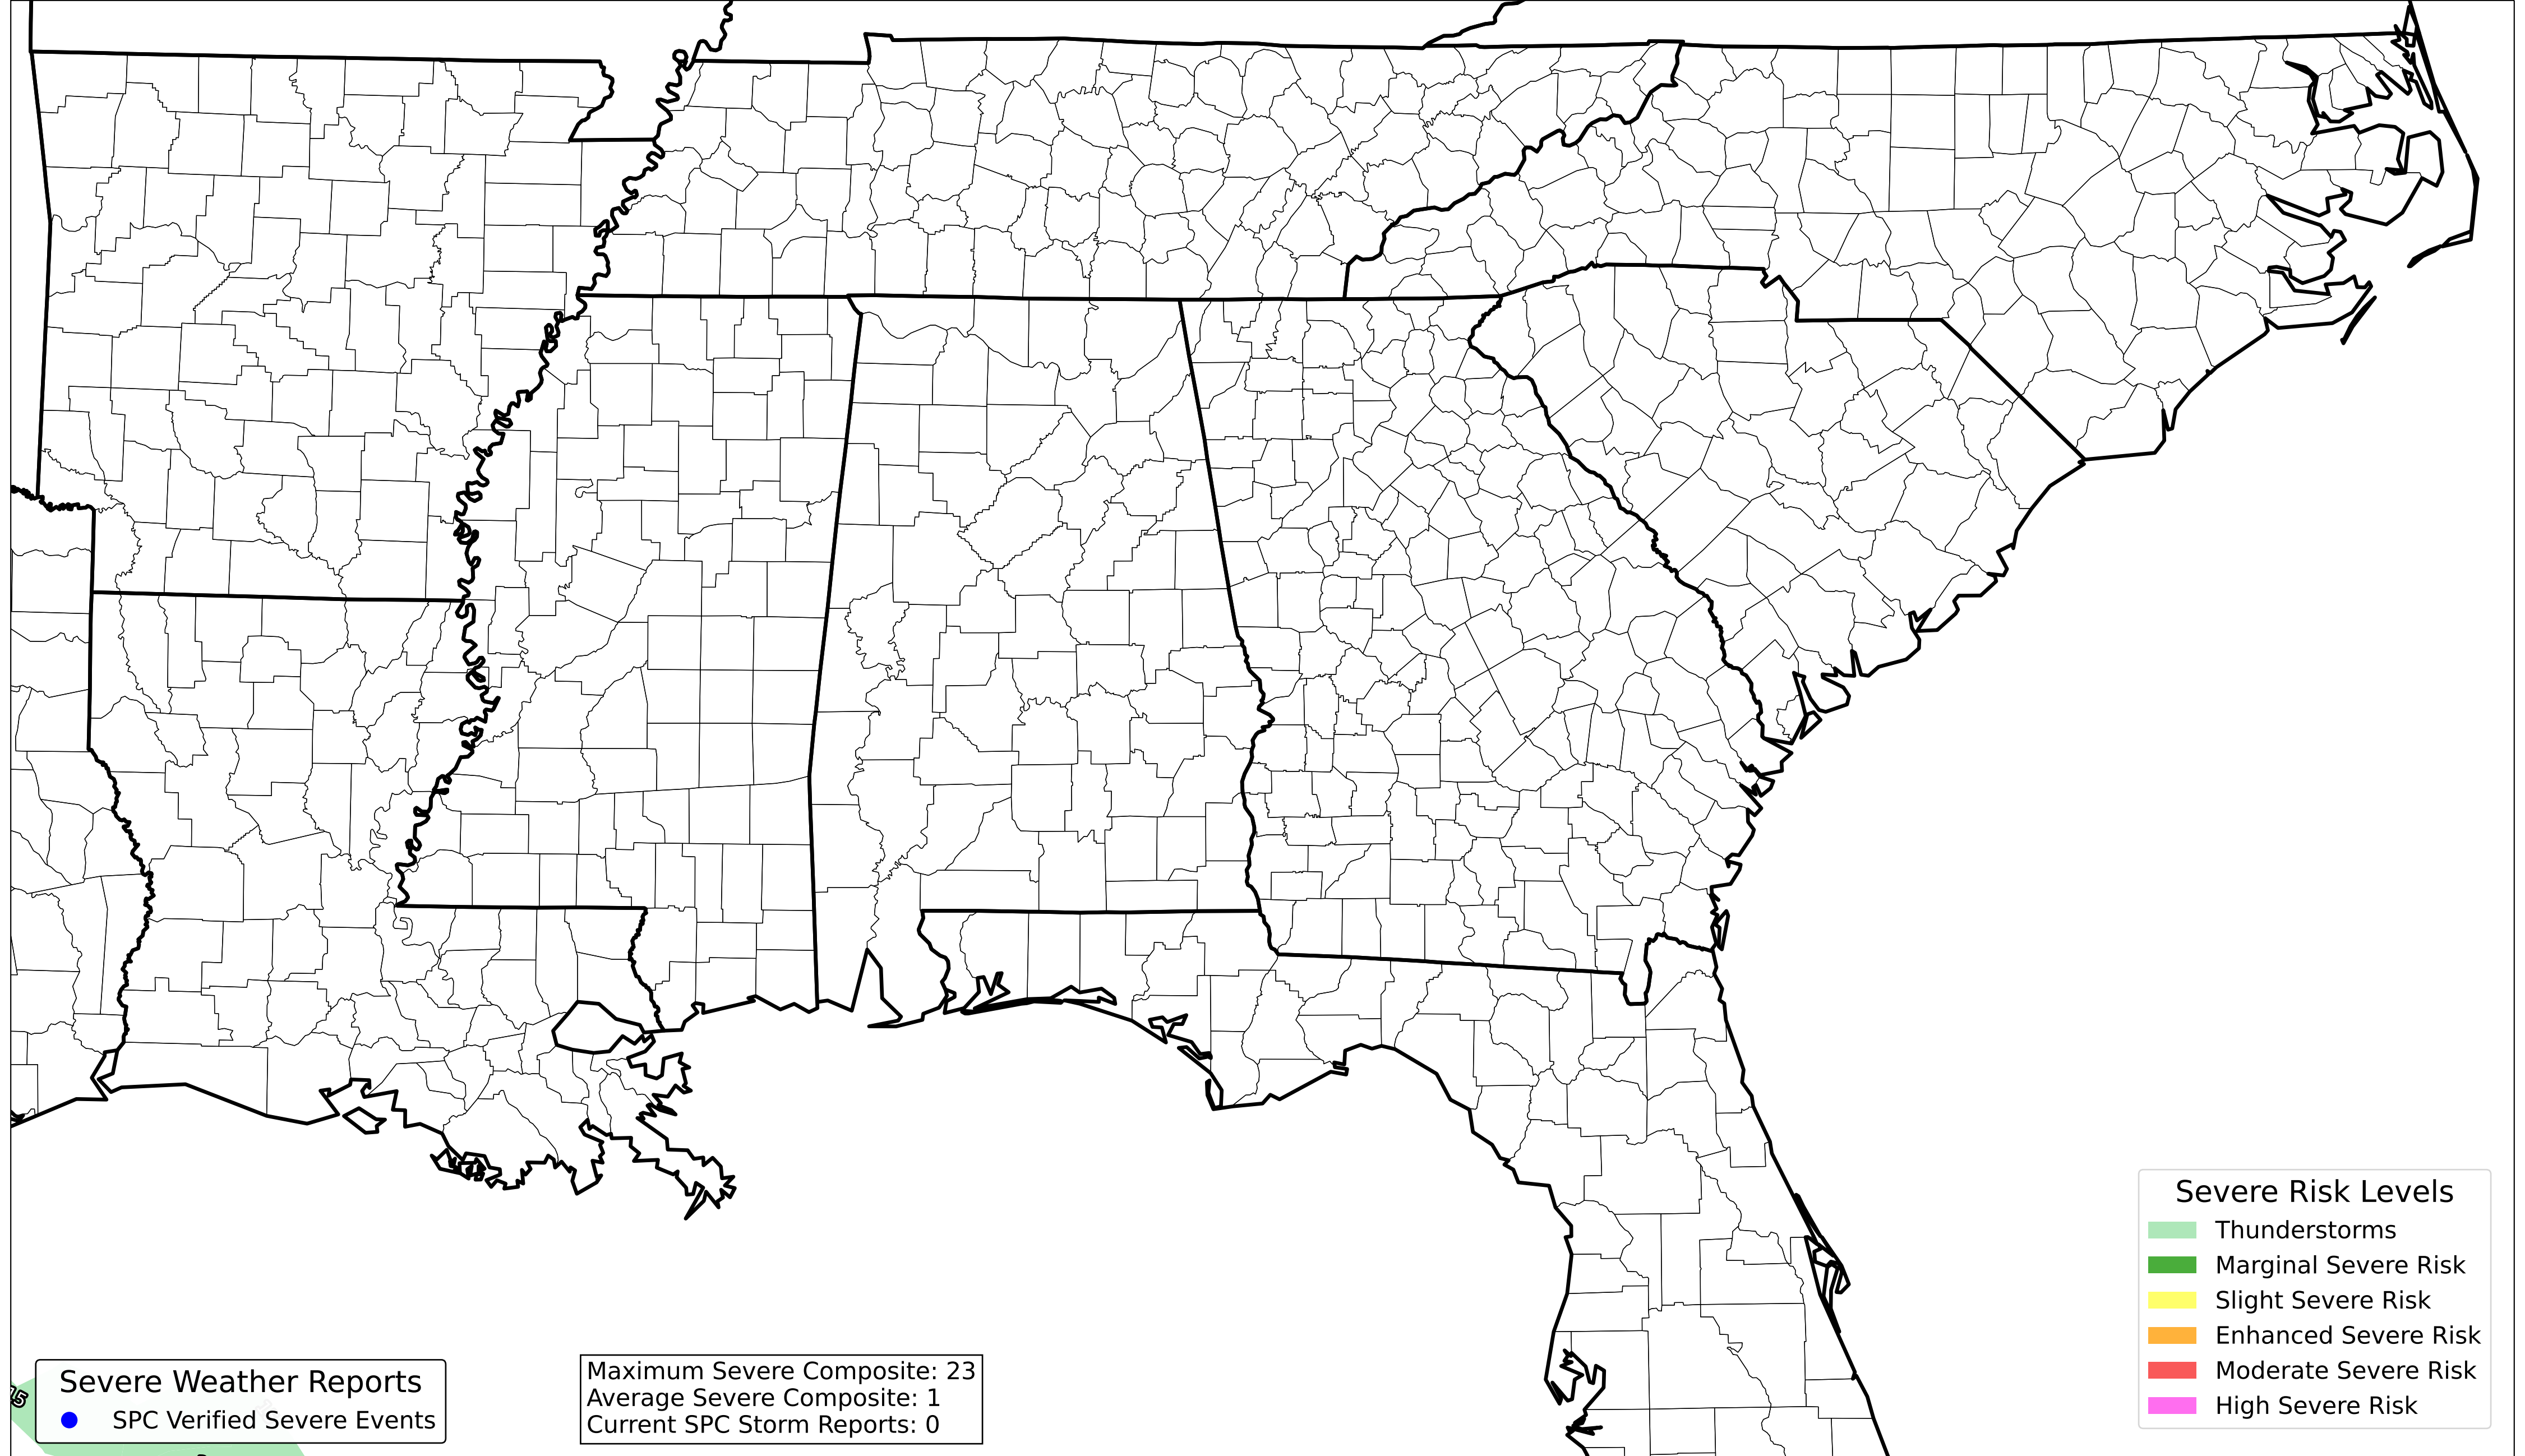 Severe Risk Levels
Thunderstorms
Marginal Severe Risk
Slight Severe Risk
Enhanced Severe Risk
Moderate Severe Risk
High Severe Risk
Severe Weather Reports
SPC Verified Severe Events
Maximum Severe Composite: 23
Average Severe Composite: 1
Current SPC Storm Reports: 0